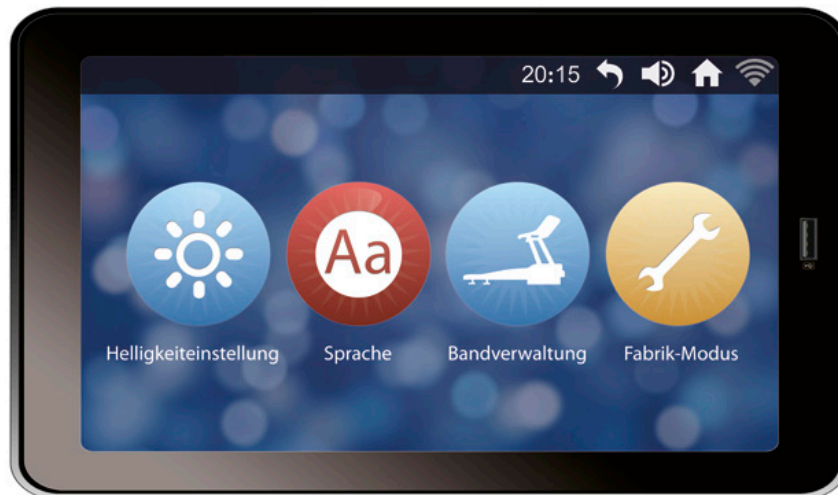 20:15
Aa
Helligkeiteinstellung
Sprache
Bandverwaltung
Fabrik-Modus